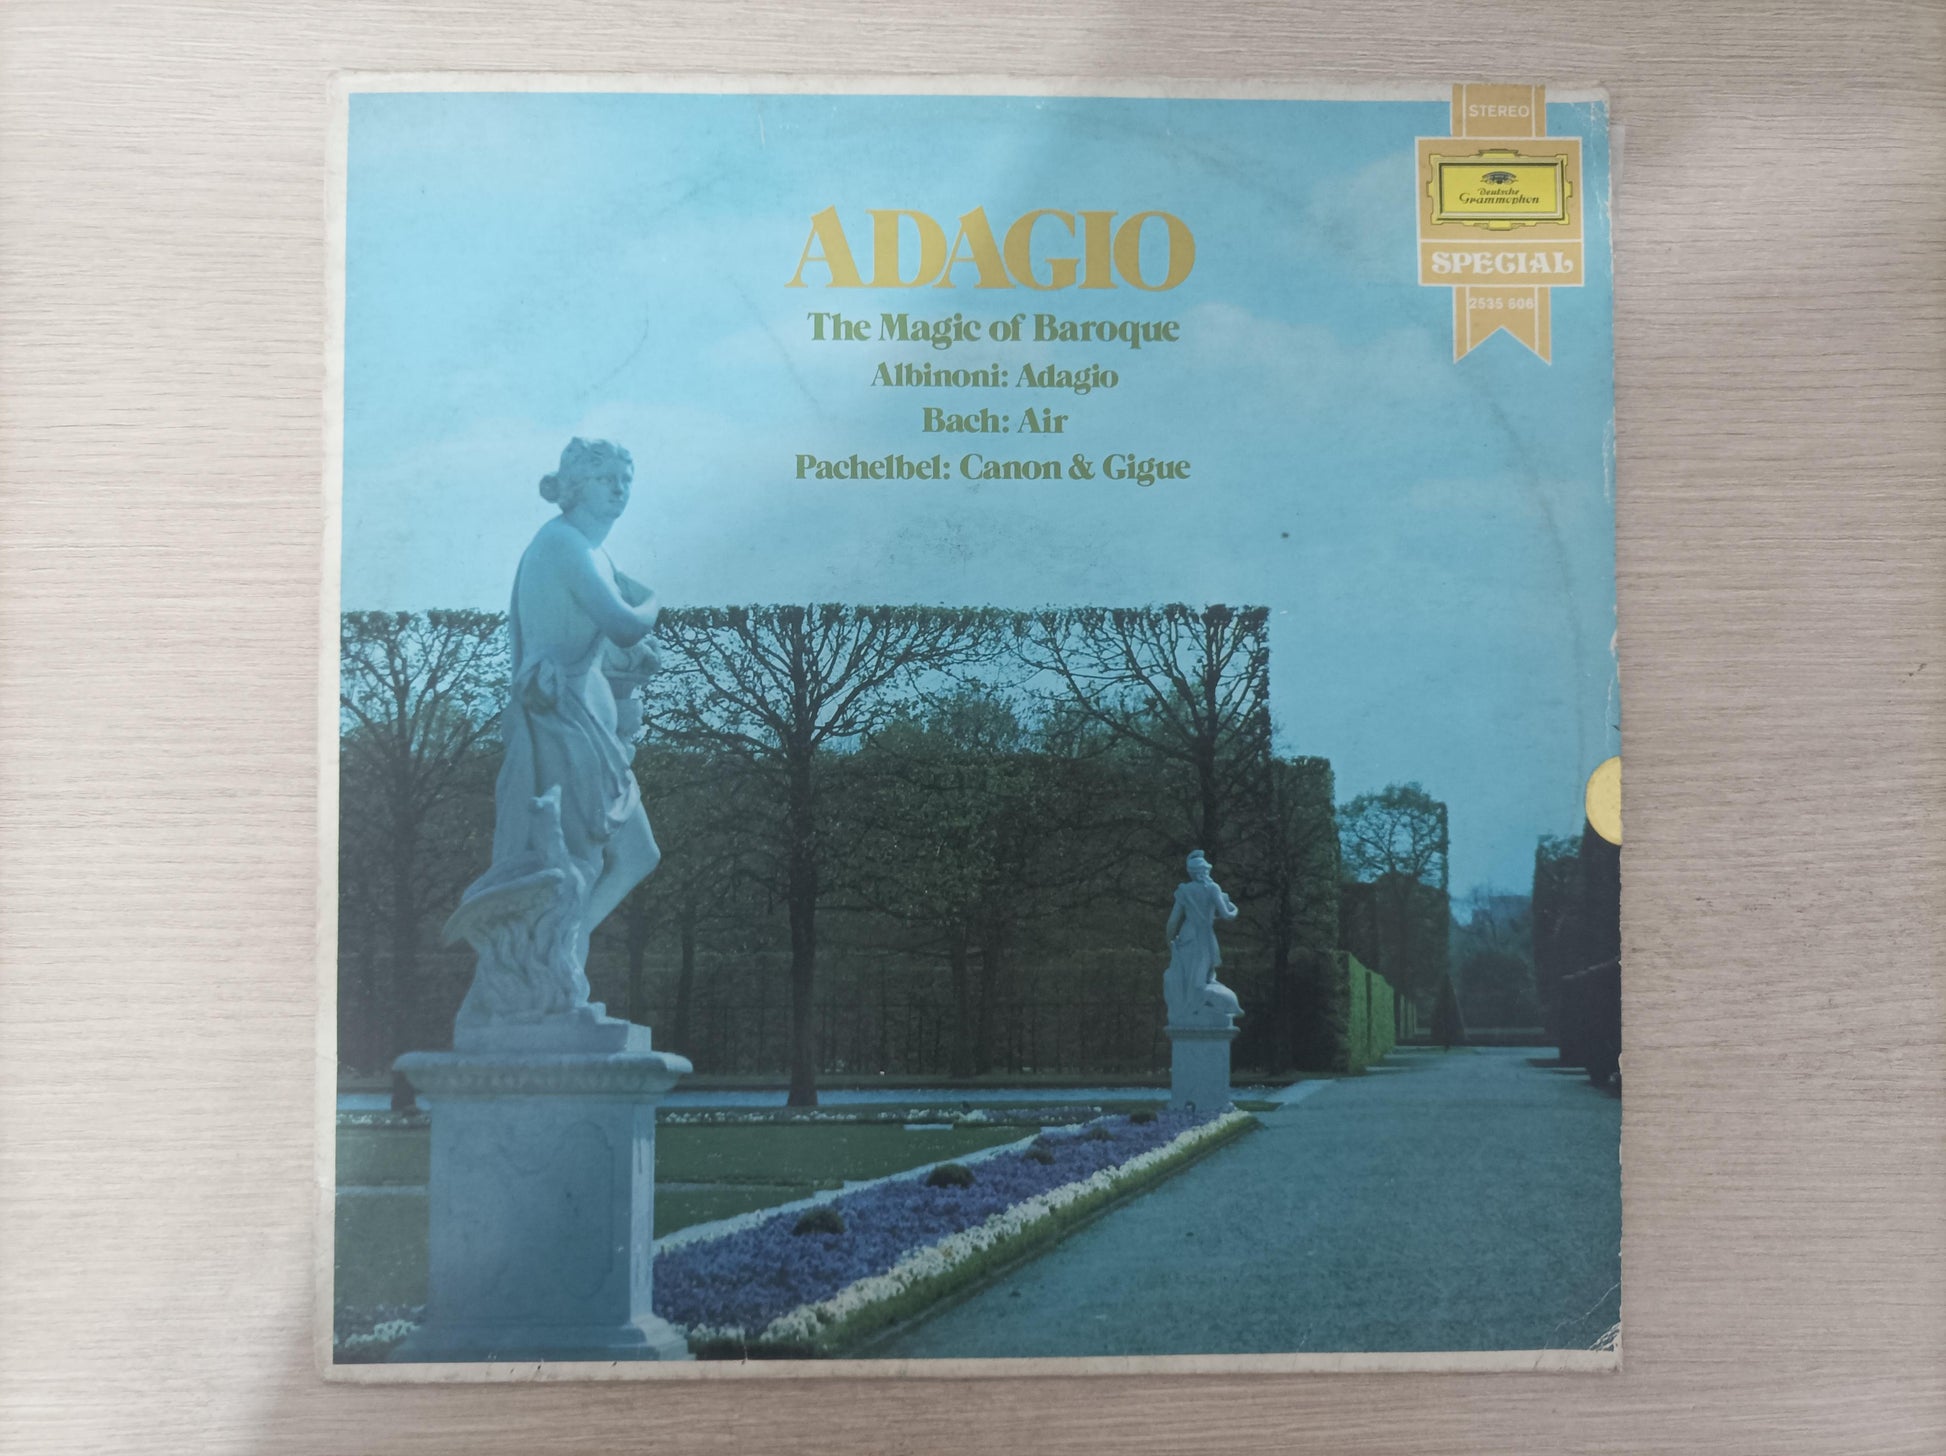 STEREO
Deutsche
Grammophon
SPECIAL
2535 606
ADAGIO
The Magic of Baroque
Albinoni: Adagio
Bach: Air
Pachelbel: Canon & Gigue